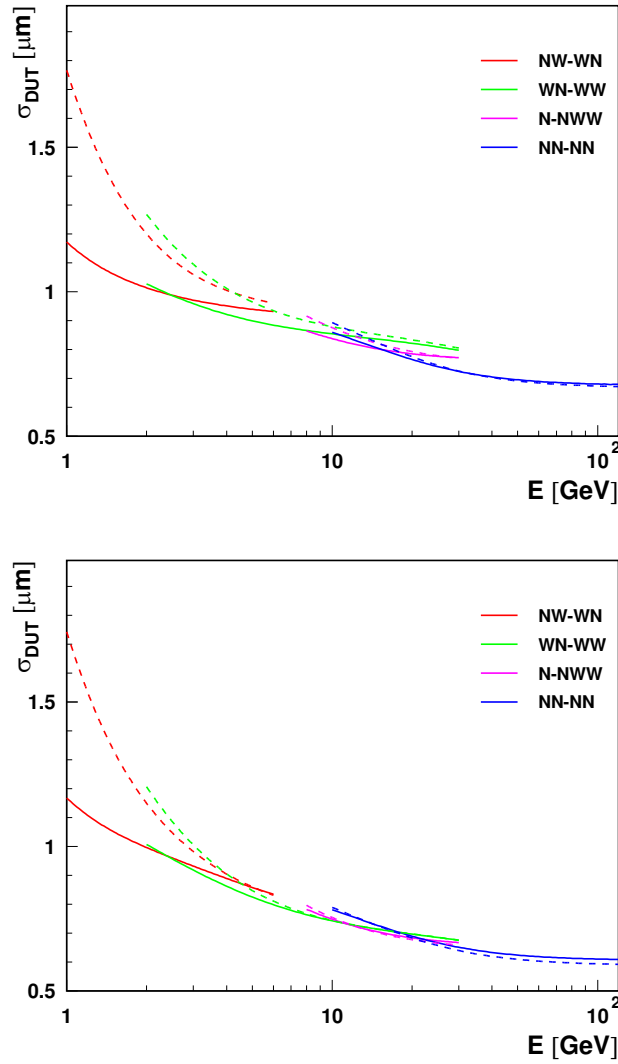 σDUT [μm]
1.5
1
0.5
NW-WN
WN-WW
N-NWW
NN-NN
1
10
10²
E [GeV]
σDUT [μm]
1.5
1
0.5
NW-WN
WN-WW
N-NWW
NN-NN
1
10
10²
E [GeV]